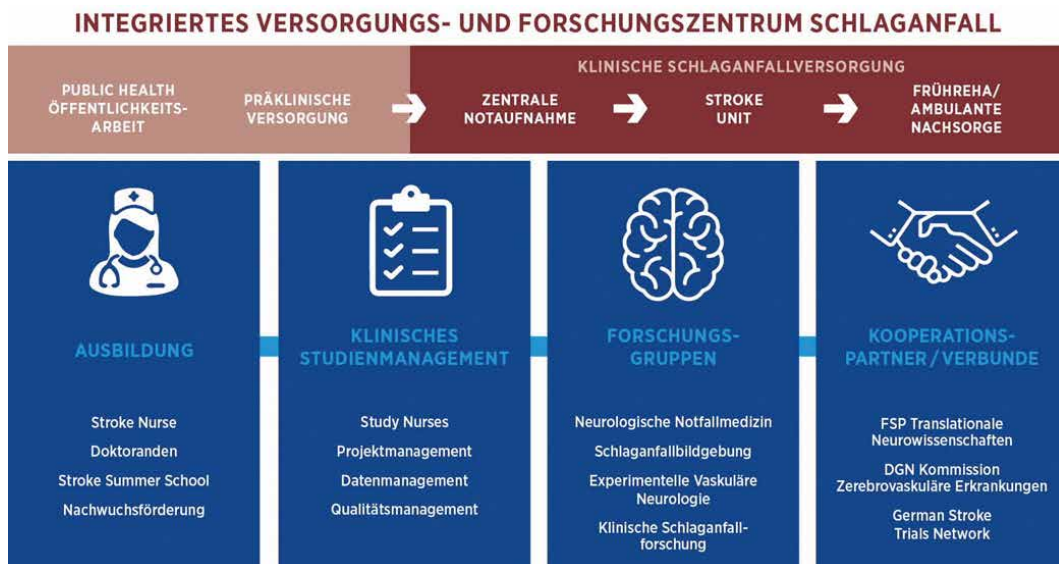 INTEGRIERTES VERSORGUNGS- UND FORSCHUNGSZENTRUM SCHLAGANFALL
KLINISCHE SCHLAGANFALLVERSORGUNG
PUBLIC HEALTH
ÖFFENTLICHKEITS-
ARBEIT
PRÄKLINISCHE
VERSORGUNG
ZENTRALE
NOTAUFNAHME
STROKE
UNIT
FRÜHREHA/
AMBULANTE
NACHSORGE
AUSBILDUNG
Stroke Nurse
Doktoranden
Stroke Summer School
Nachwuchsförderung
KLINISCHES
STUDIENMANAGEMENT
Study Nurses
Projektmanagement
Datenmanagement
Qualitätsmanagement
FORSCHUNGS-
GRUPPEN
Neurologische Notfallmedizin
Schlaganfallbildgebung
Experimentelle Vaskuläre
Neurologie
Klinische Schlaganfall-
forschung
KOOPERATIONS-
PARTNER / VERBUNDE
FSP Translationale
Neurowissenschaften
DGN Kommission
Zerebrovaskuläre Erkrankungen
German Stroke
Trials Network